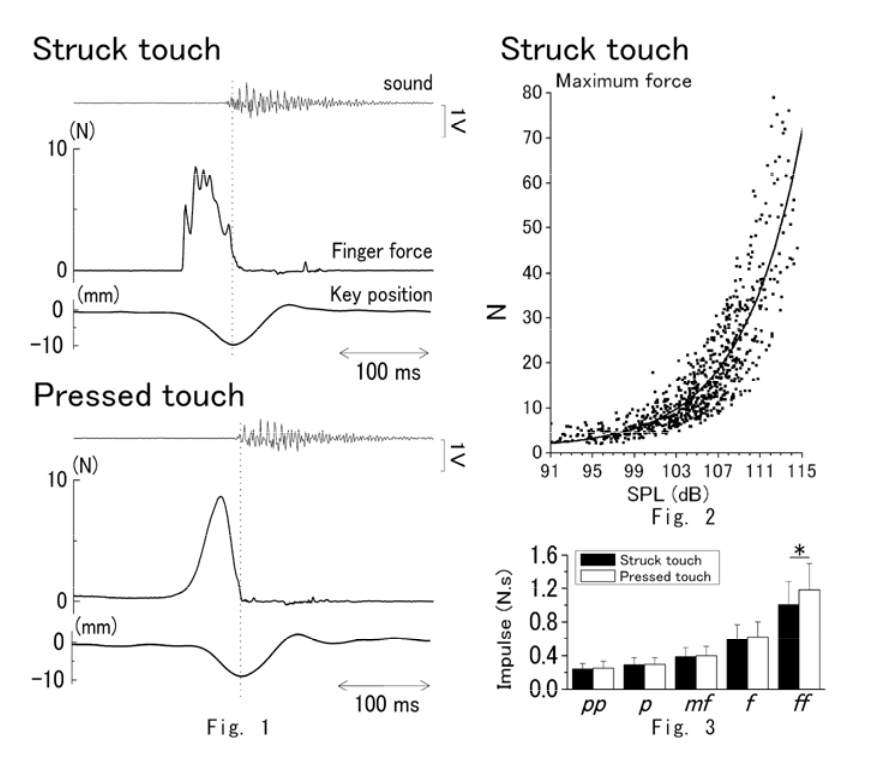 Struck touch
sound
1V
(N)
10
0
Finger force
(mm)
Key position
0
-10
100 ms
Pressed touch
1V
(N)
10
0
(mm)
0
-10
100 ms
Fig. 1
Struck touch
Maximum force
80
70
60
50
40
30
20
10
0
N
91 95 99 103 107 111 115
SPL (dB)
Fig. 2
1.6
1.2
0.8
0.4
0.0
Impulse (N.s)
Struck touch
Pressed touch
*
pp p mf f ff
Fig. 3